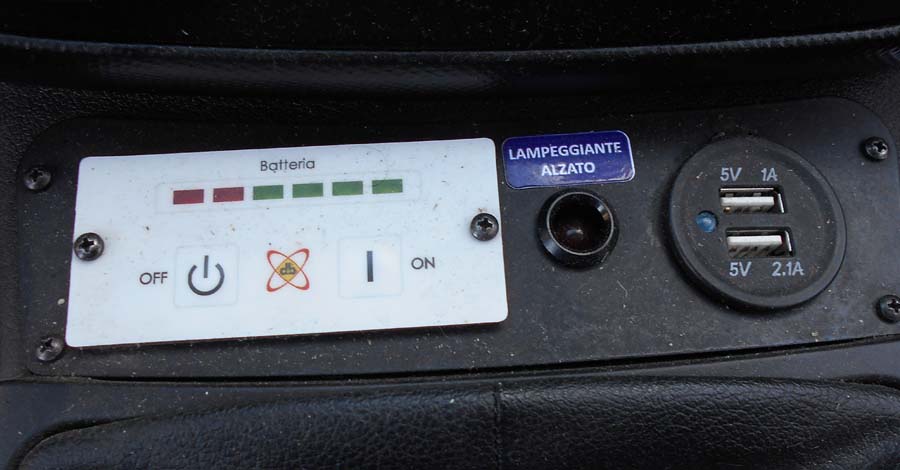 Batteria
OFF
ON
LAMPEGGIANTE
ALZATO
5V 1A
5V 2.1A